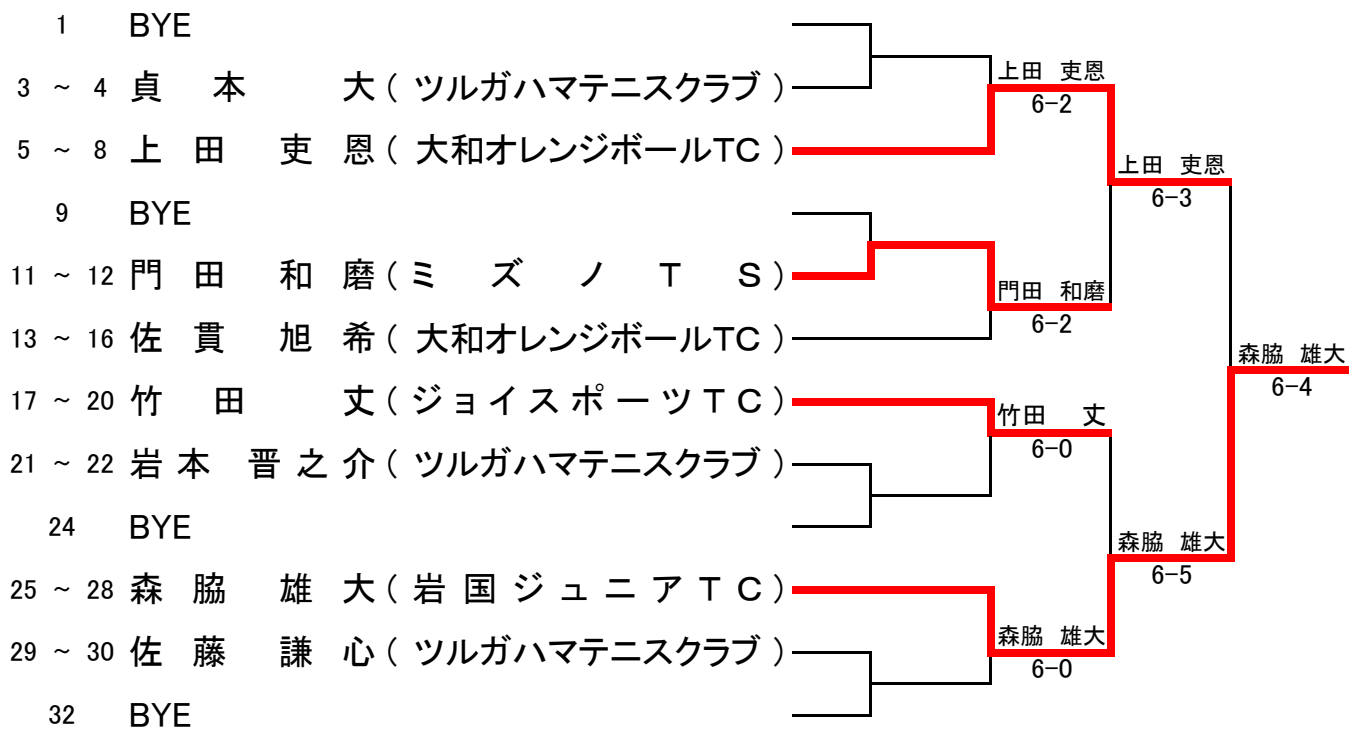 1 BYE
3 ~ 4 貞本 大(ツルガハマテニスクラブ)
5 ~ 8 上田 吏恩(大和オレンジボールTC)
9 BYE
11 ~ 12 門田 和磨(ミズノTS)
13 ~ 16 佐貫 旭希(大和オレンジボールTC)
17 ~ 20 竹田 丈(ジョイスポーツTC)
21 ~ 22 岩本 晋之介(ツルガハマテニスクラブ)
24 BYE
25 ~ 28 森脇 雄大(岩国ジュニアTC)
29 ~ 30 佐藤 謙心(ツルガハマテニスクラブ)
32 BYE
上田 吏恩
6-2
門田 和磨
6-2
竹田 丈
6-0
森脇 雄大
6-0
上田 吏恩
6-3
森脇 雄大
6-5
森脇 雄大
6-4